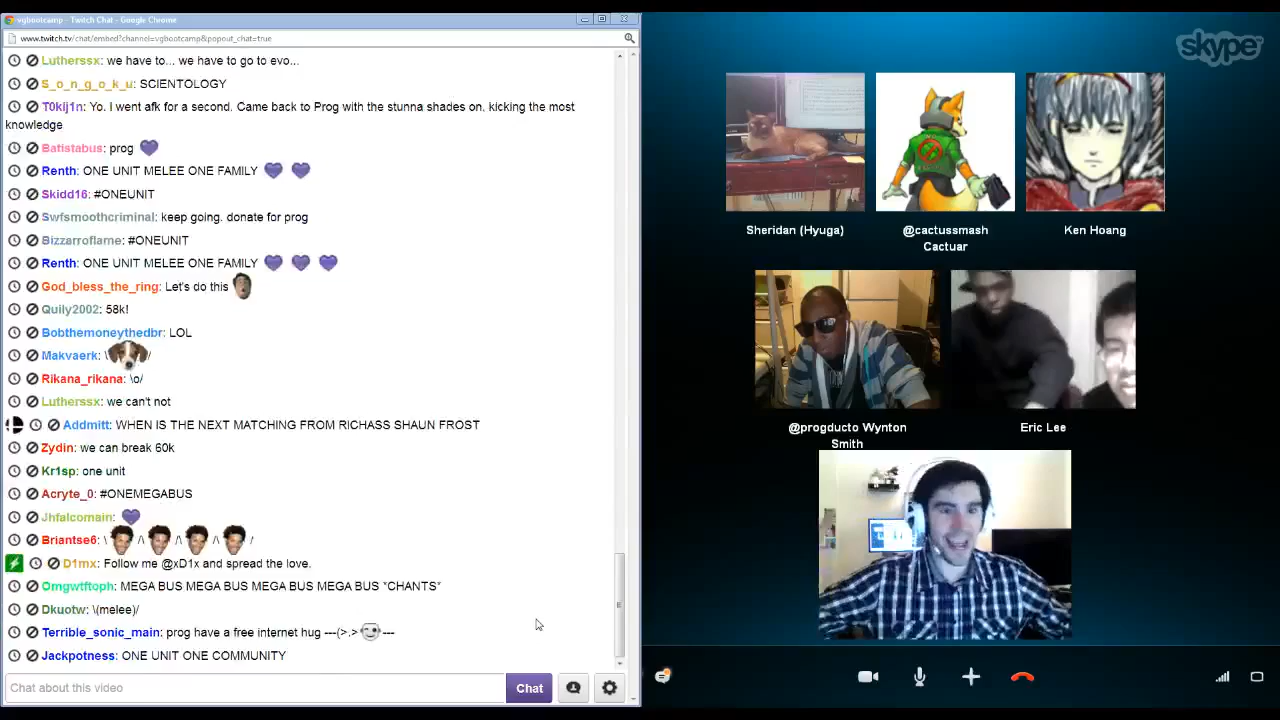 vgbootcamp - Twitch Chat - Google Chrome
www.twitch.tv/chat/embed?channel=vgbootcamp&popout_chat=true
Lutherssx: we have to... we have to go to evo...
S_o_n_g_o_k_u: SCIENTOLOGY
T0kij1n: Yo. I went afk for a second. Came back to Prog with the stunna shades on, kicking the most
knowledge
Batistabus: prog
Renth: ONE UNIT MELEE ONE FAMILY
Skidd16: #ONEUNIT
Swfsmoothcriminal: keep going. donate for prog
Bizzarroflame: #ONEUNIT
Renth: ONE UNIT MELEE ONE FAMILY
God_bless_the_ring: Let's do this
Quily2002: 58k!
Bobthemoneythedbr: LOL
Makvaerk: \ /
Rikana_rikana: \o/
Lutherssx: we can't not
Addmitt: WHEN IS THE NEXT MATCHING FROM RICHASS SHAUN FROST
Zydin: we can break 60k
Kr1sp: one unit
Acryte_0: #ONEMEGABUS
Jhfalcomain:
Briantse6: \ /\ /\ /\ /
D1mx: Follow me @xD1x and spread the love.
Omgwtftoph: MEGA BUS MEGA BUS MEGA BUS MEGA BUS *CHANTS*
Dkuotw: \(melee)/
Terrible_sonic_main: prog have a free internet hug ---(>.> ---
Jackpotness: ONE UNIT ONE COMMUNITY
Chat about this video
Chat
skype
Sheridan (Hyuga)
@cactussmash
Cactuar
Ken Hoang
@progducto Wynton
Smith
Eric Lee